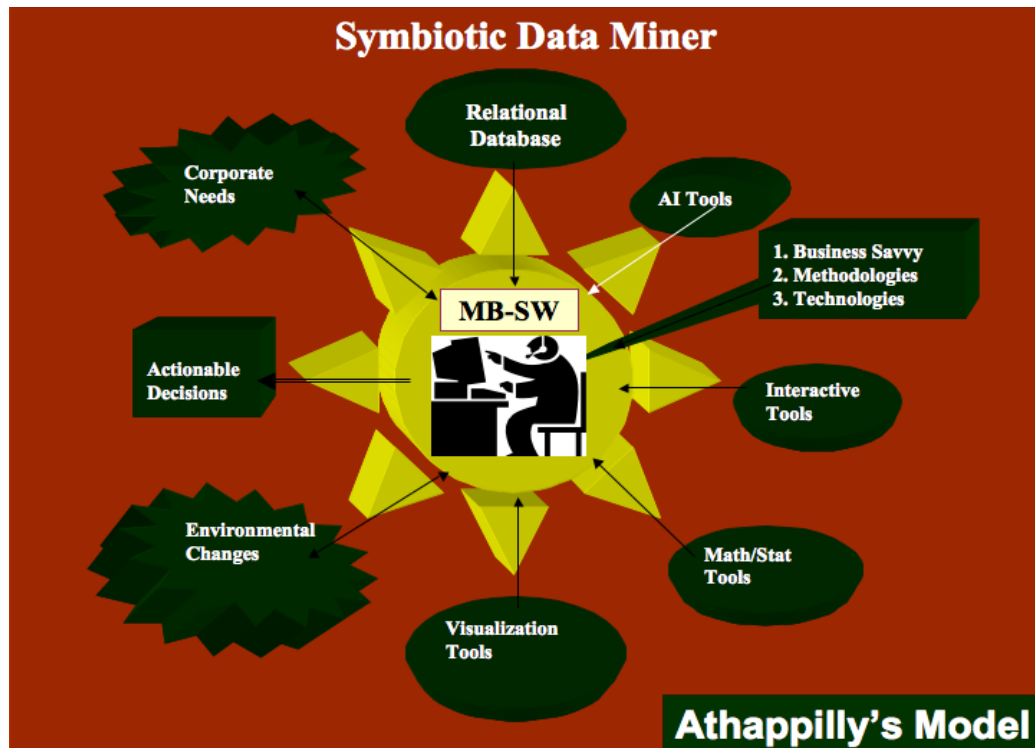 Symbiotic Data Miner
Relational
Database
Corporate
Needs
AI Tools
1. Business Savvy
2. Methodologies
3. Technologies
MB-SW
Actionable
Decisions
Interactive
Tools
Environmental
Changes
Math/Stat
Tools
Visualization
Tools
Athappilly's Model